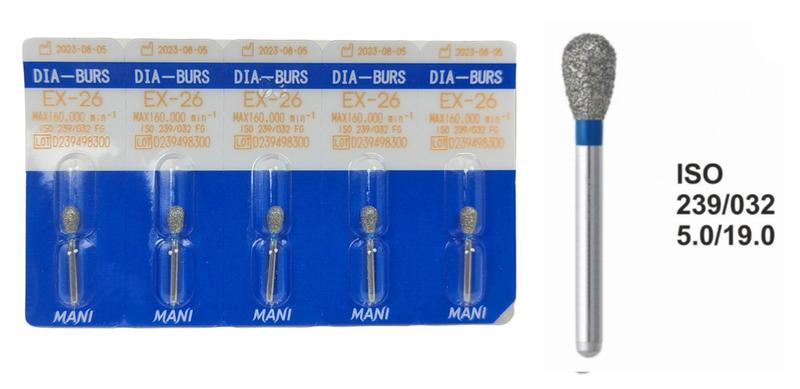 2023-08-05 2023-08-05 2023-08-05 2023-08-05 2023-08-05
DIA-BURS DIA-BURS DIA-BURS DIA-BURS DIA-BURS
EX-26 EX-26 EX-26 EX-26 EX-26
MAX160,000 min⁻¹ MAX160,000 min⁻¹ MAX160,000 min⁻¹ MAX160,000 min⁻¹ MAX160,000 min⁻¹
ISO 239/032 FG ISO 239/032 FG ISO 239/032 FG ISO 239/032 FG ISO 239/032 FG
LOT D239498300 LOT D239498300 LOT D239498300 LOT D239498300 LOT D239498300
MANI MANI MANI MANI MANI
ISO
239/032
5.0/19.0